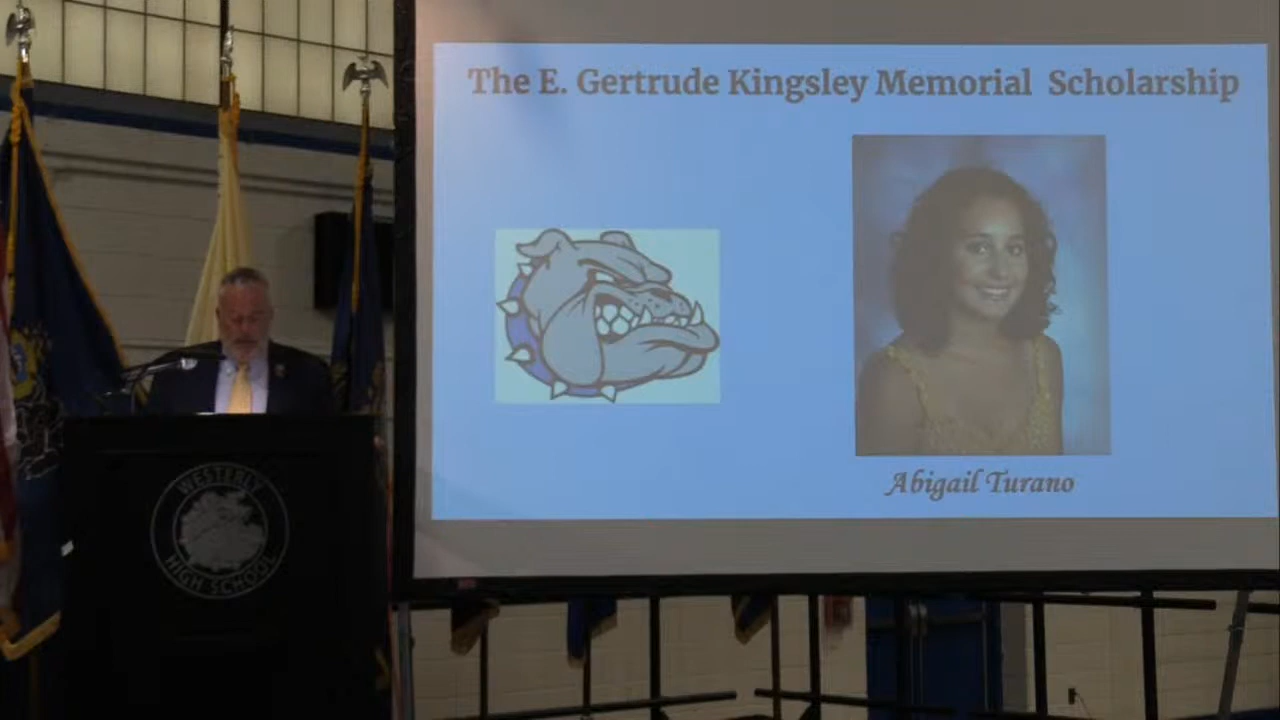 The E. Gertrude Kingsley Memorial Scholarship
Abigail Turano
WESTERLY
HIGH SCHOOL